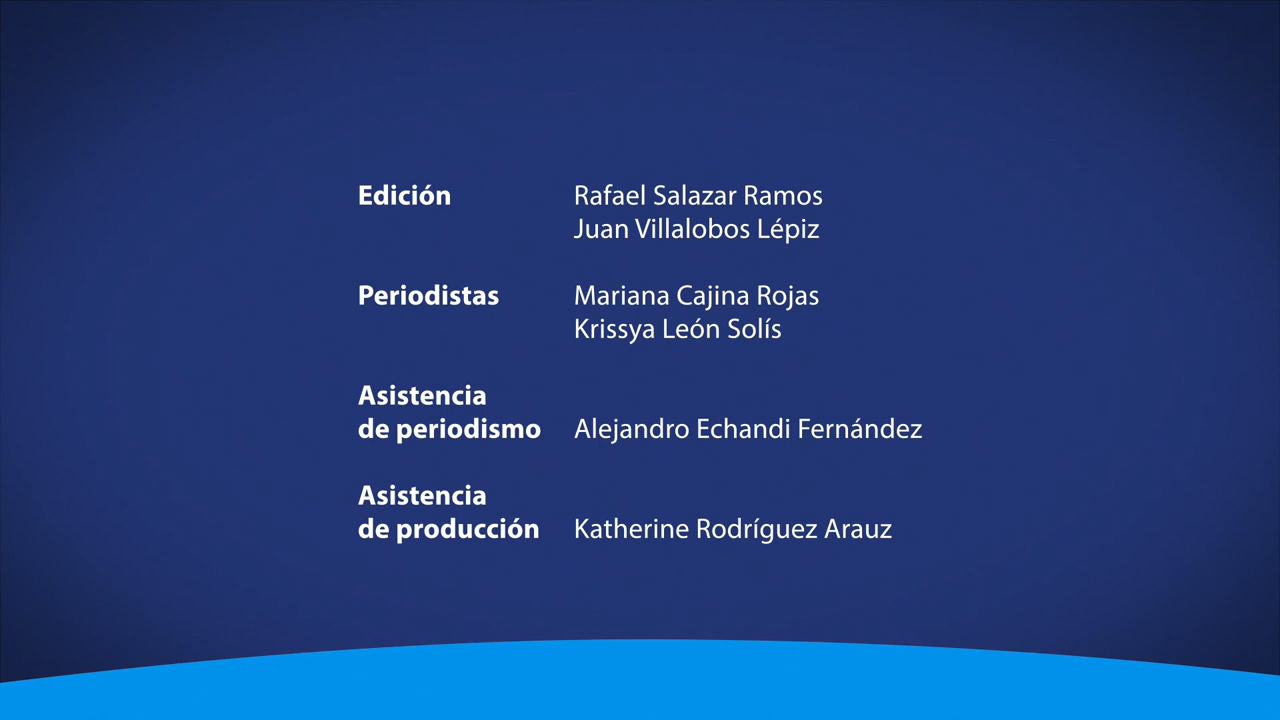 Edición Rafael Salazar Ramos
Juan Villalobos Lépiz
Periodistas Mariana Cajina Rojas
Krissya León Solís
Asistencia
de periodismo Alejandro Echandi Fernández
Asistencia
de producción Katherine Rodríguez Arauz